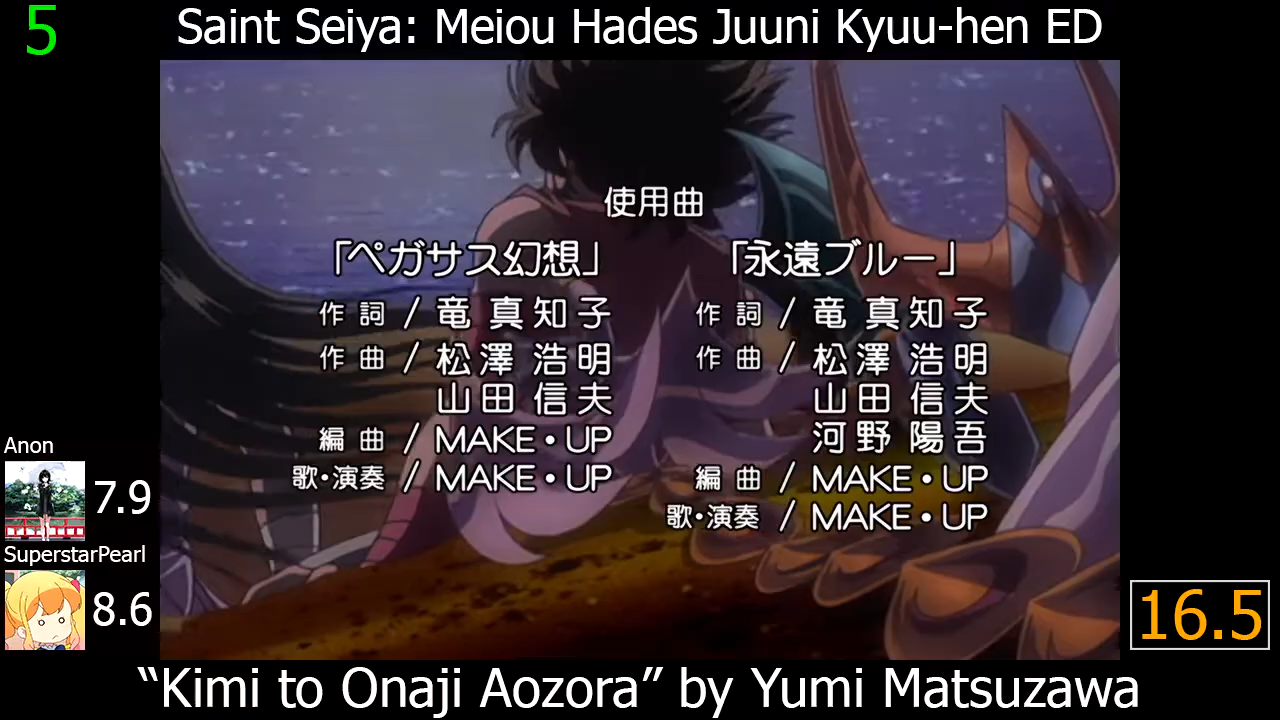 5
Saint Seiya: Meiou Hades Juuni Kyuu-hen ED
使用曲
「ペガサス幻想」
作詞 / 竜 真知子
作曲 / 松澤 浩明
山田 信夫
編曲 / MAKE・UP
歌・演奏 / MAKE・UP
「永遠ブルー」
作詞 / 竜 真知子
作曲 / 松澤 浩明
山田 信夫
河野 陽吾
編曲 / MAKE・UP
歌・演奏 / MAKE・UP
Anon
7.9
SuperstarPearl
8.6
16.5
“Kimi to Onaji Aozora” by Yumi Matsuzawa